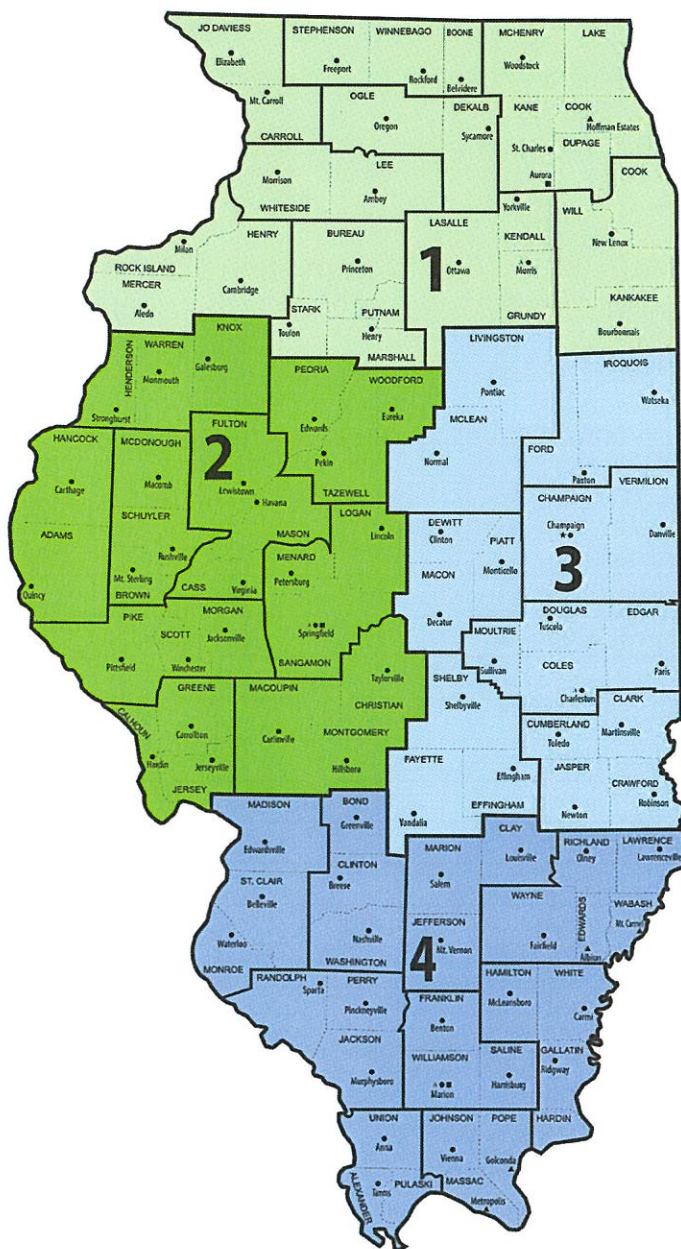 JO DAVIESS
STEPHENSON
WINNEBAGO
BOONE
MCHENRY
LAKE
Elizabeth
Freeport
Rockford
Belvidere
Woodstock
Mt. Carroll
OGLE
DEKALB
KANE
COOK
Oregon
Sycamore
Hoffman Estates
CARROLL
St. Charles
DUPAGE
Aurora
LEE
Morrison
Amboy
COOK
WHITESIDE
Yorkville
WILL
LASALLE
KENDALL
New Lenox
HENRY
BUREAU
Milan
1
Ottawa
Morris
Princeton
ROCK ISLAND
MERCER
Cambridge
KANKAKEE
Aledo
STARK
PUTNAM
GRUNDY
Toulon
Henry
Bourbonnais
KNOX
MARSHALL
LIVINGSTON
WARREN
HENDERSON
Monmouth
Galesburg
PEORIA
WOODFORD
IROQUOIS
Pontiac
Watseka
Stronghurst
Edwards
Eureka
FULTON
MCLEAN
HANCOCK
MCDONOUGH
2
Pekin
Normal
FORD
Carthage
Macomb
Lewistown
Paxton
VERMILION
Havana
TAZEWELL
CHAMPAIGN
LOGAN
SCHUYLER
MASON
Lincoln
DEWITT
Clinton
Champaign
Danville
ADAMS
Rushville
MENARD
PIATT
3
Mt. Sterling
Petersburg
MACON
Monticello
Quincy
BROWN
CASS
Virginia
PIKE
MORGAN
Decatur
DOUGLAS
EDGAR
SCOTT
Jacksonville
Springfield
MOULTRIE
Tuscola
Pittsfield
Winchester
SANGAMON
Sullivan
COLES
Paris
GREENE
MACOUPIN
Taylorville
SHELBY
Charleston
CALHOUN
CHRISTIAN
Shelbyville
CLARK
Carrollton
MONTGOMERY
CUMBERLAND
Martinsville
Carlinville
Toledo
Hardin
Jerseyville
Hillsboro
FAYETTE
Effingham
JASPER
CRAWFORD
JERSEY
Robinson
MADISON
BOND
EFFINGHAM
Newton
Greenville
Vandalia
CLAY
Edwardsville
MARION
Louisville
RICHLAND
Olney
LAWRENCE
Lawrenceville
CLINTON
ST. CLAIR
Breese
Salem
WAYNE
WABASH
Belleville
EDWARDS
Mt. Carmel
JEFFERSON
Waterloo
Nashville
4
Mt. Vernon
Fairfield
Albion
MONROE
WASHINGTON
RANDOLPH
Sparta
PERRY
HAMILTON
WHITE
Pinckneyville
FRANKLIN
McLeansboro
Carmi
Benton
JACKSON
WILLIAMSON
SALINE
GALLATIN
Ridgway
Murphysboro
Marion
Harrisburg
UNION
JOHNSON
POPE
HARDIN
Anna
Vienna
Golconda
ALEXANDER
Tamms
PULASKI
MASSAC
Metropolis